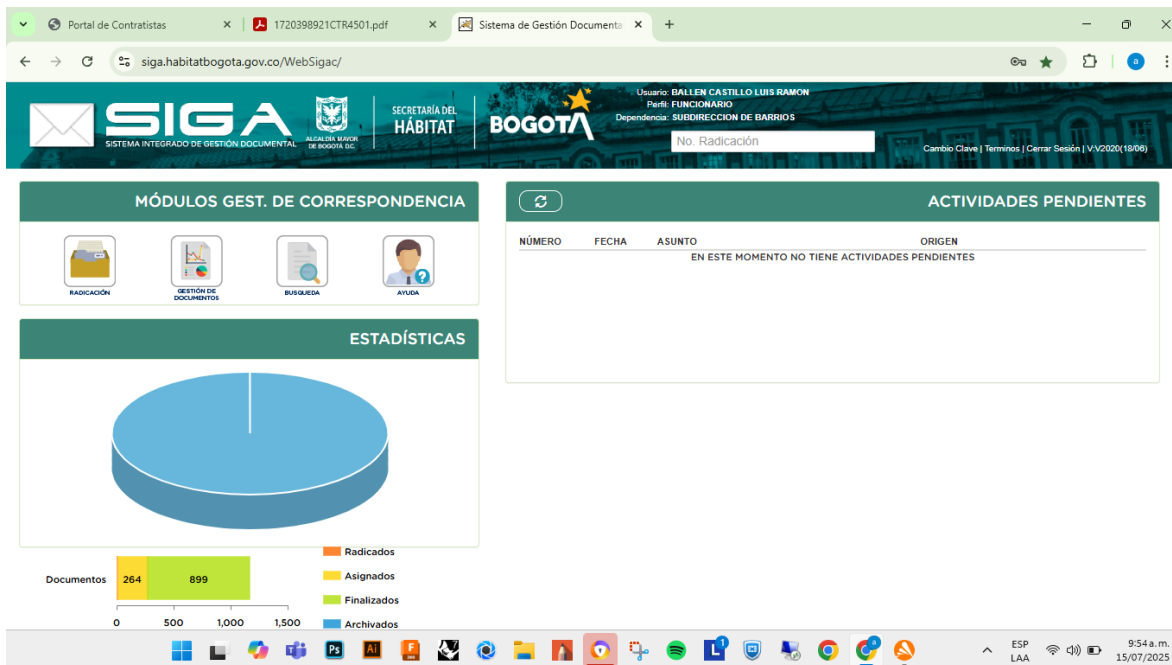 Portal de Contratistas
1720398921CTR4501.pdf
Sistema de Gestión Documenta
siga.habitatbogota.gov.co/WebSigac/
a
SIGA
SISTEMA INTEGRADO DE GESTIÓN DOCUMENTAL
ALCALDÍA MAYOR
DE BOGOTÁ D.C.
SECRETARÍA DEL
HÁBITAT
BOGOTÁ
Usuario: BALLEN CASTILLO LUIS RAMON
Perfil: FUNCIONARIO
Dependencia: SUBDIRECCION DE BARRIOS
No. Radicación
Cambio Clave | Terminos | Cerrar Sesión | V:V2020(18/06)
MÓDULOS GEST. DE CORRESPONDENCIA
RADICACIÓN
GESTIÓN DE
DOCUMENTOS
BUSQUEDA
AYUDA
ACTIVIDADES PENDIENTES
NÚMERO FECHA ASUNTO ORIGEN
EN ESTE MOMENTO NO TIENE ACTIVIDADES PENDIENTES
ESTADÍSTICAS
Documentos 264 899
0 500 1,000 1,500
Radicados
Asignados
Finalizados
Archivados
Ps
Ai
F
L
ESP
LAA
9:54 a.m.
15/07/2025